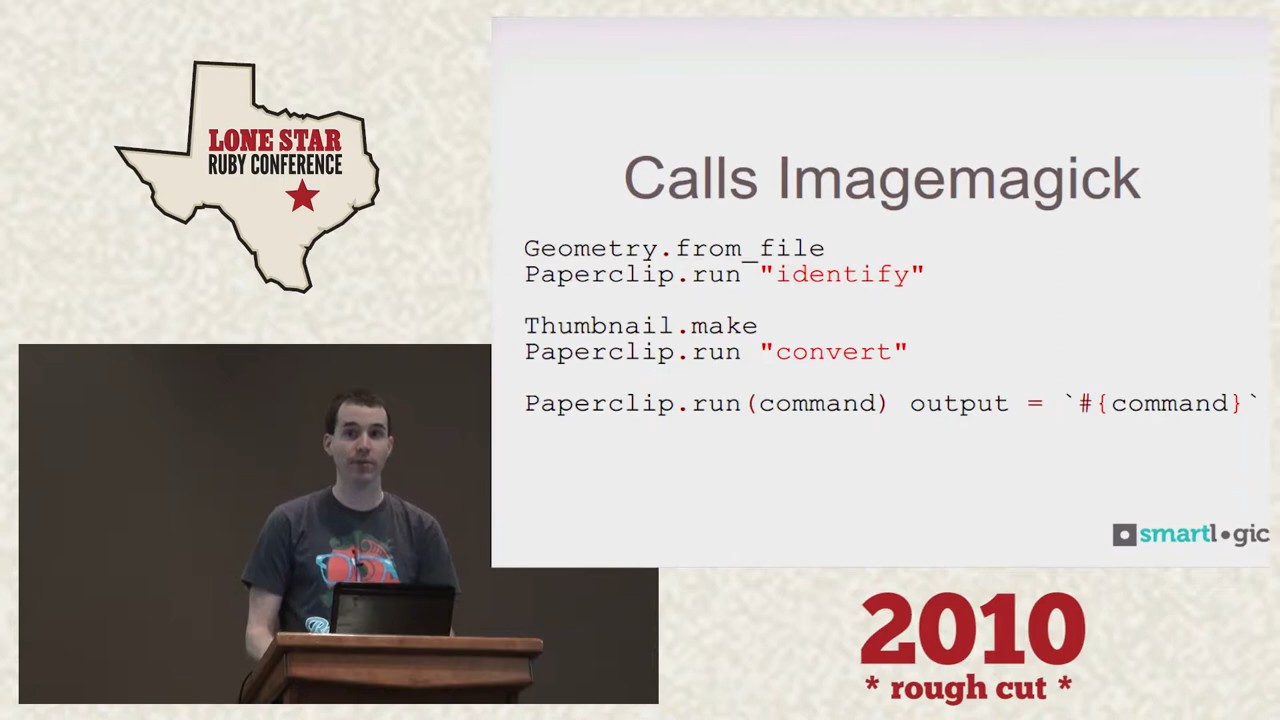 LONE STAR
RUBY CONFERENCE
Calls Imagemagick
Geometry.from_file
Paperclip.run "identify"
Thumbnail.make
Paperclip.run "convert"
Paperclip.run(command) output = `#{command}`
smartlogic
2010
* rough cut *